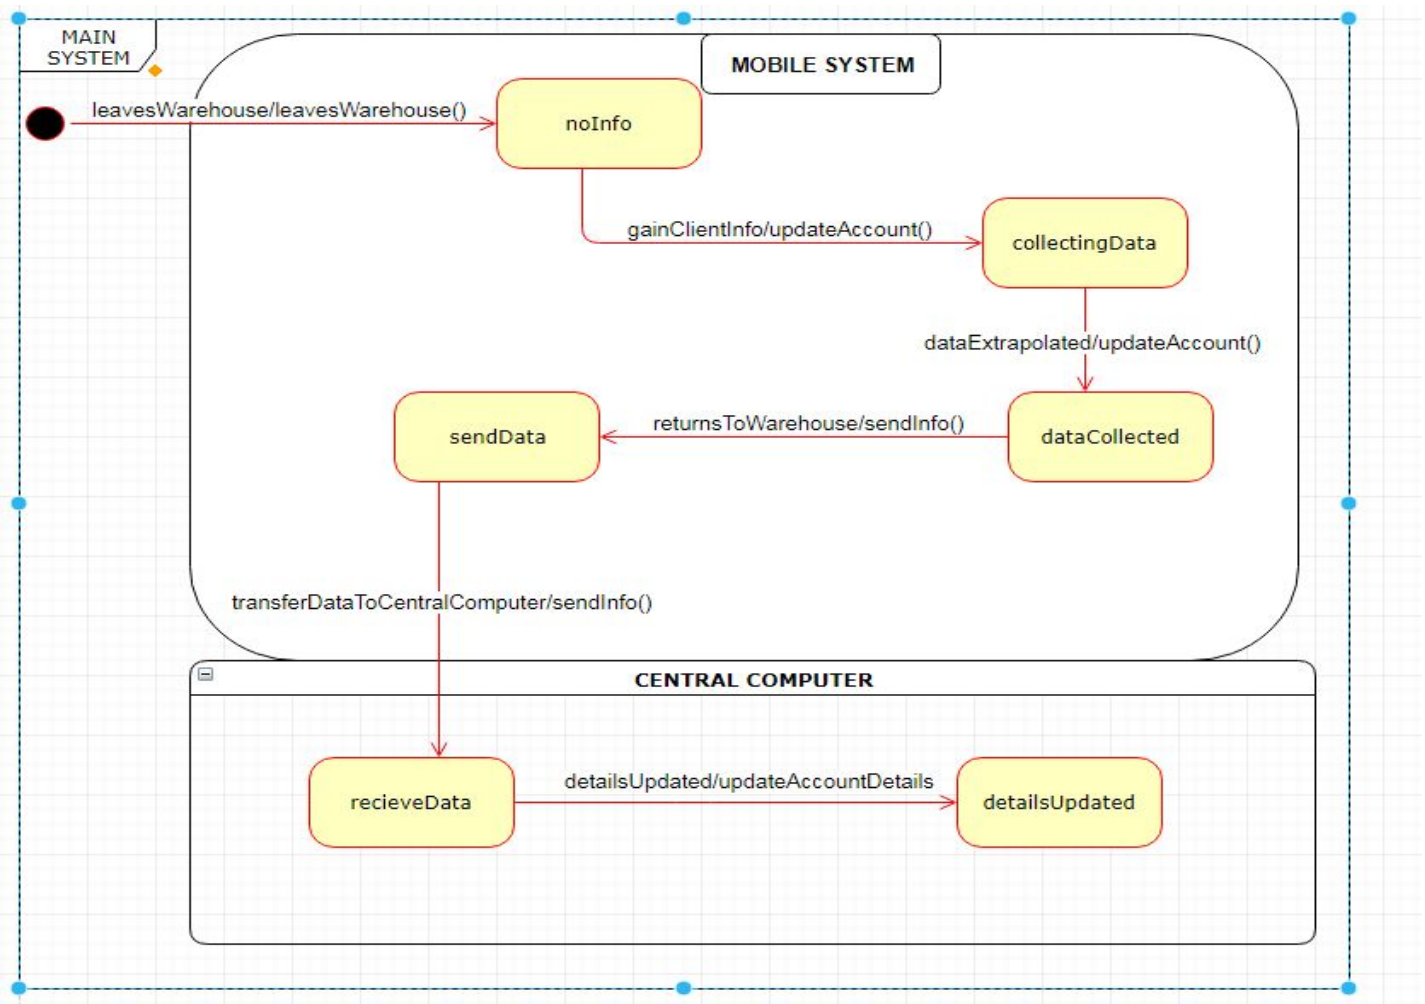 MAIN
SYSTEM
MOBILE SYSTEM
leavesWarehouse/leavesWarehouse()
noInfo
gainClientInfo/updateAccount()
collectingData
dataExtrapolated/updateAccount()
sendData
returnsToWarehouse/sendInfo()
dataCollected
transferDataToCentralComputer/sendInfo()
CENTRAL COMPUTER
recieveData
detailsUpdated/updateAccountDetails
detailsUpdated